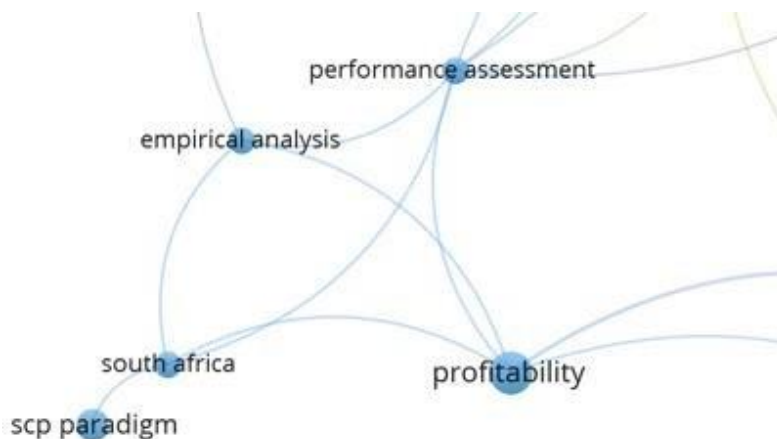 performance assessment
empirical analysis
south africa
profitability
scp paradigm